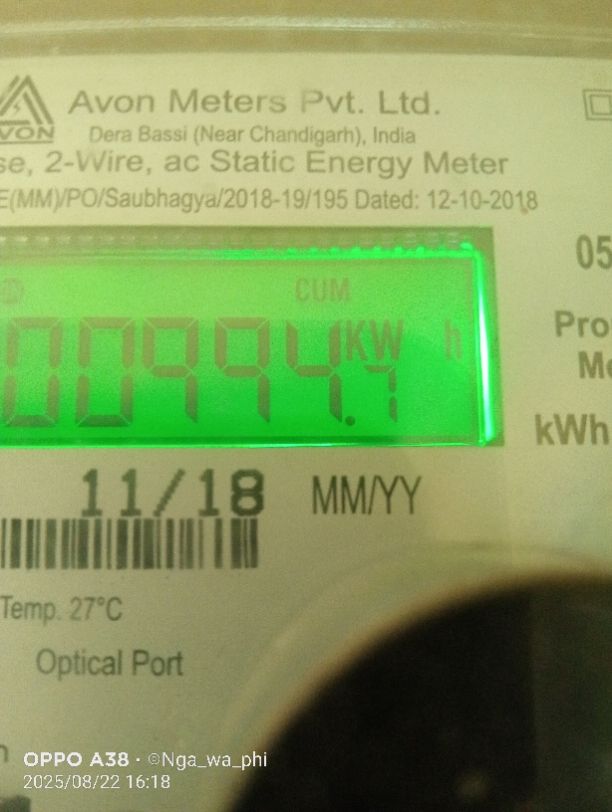 Avon Meters Pvt. Ltd.
AVON
Dera Bassi (Near Chandigarh), India
2-Wire, ac Static Energy Meter
E(MM)/PO/Saubhagya/2018-19/195 Dated: 12-10-2018
05
CUM
00994.7 KW h
Pro
kWh
11/18 MM/YY
Temp. 27°C
Optical Port
OPPO A38 · ©Nga_wa_phi
2025/08/22 16:18